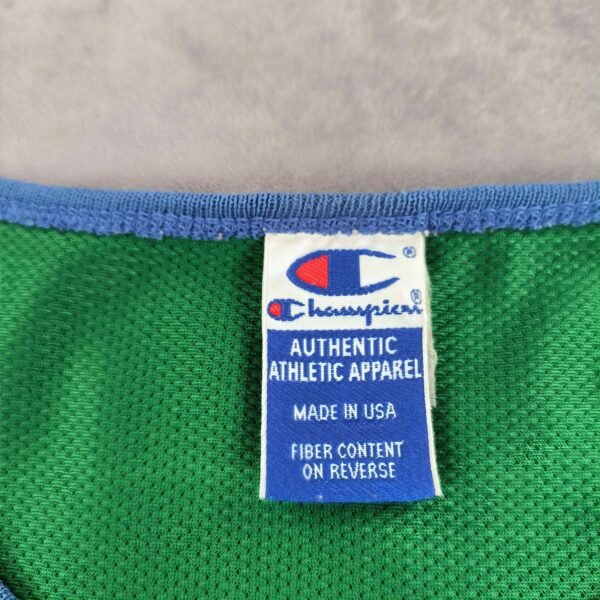 ®
Champion®
AUTHENTIC
ATHLETIC APPAREL
MADE IN USA
FIBER CONTENT
ON REVERSE